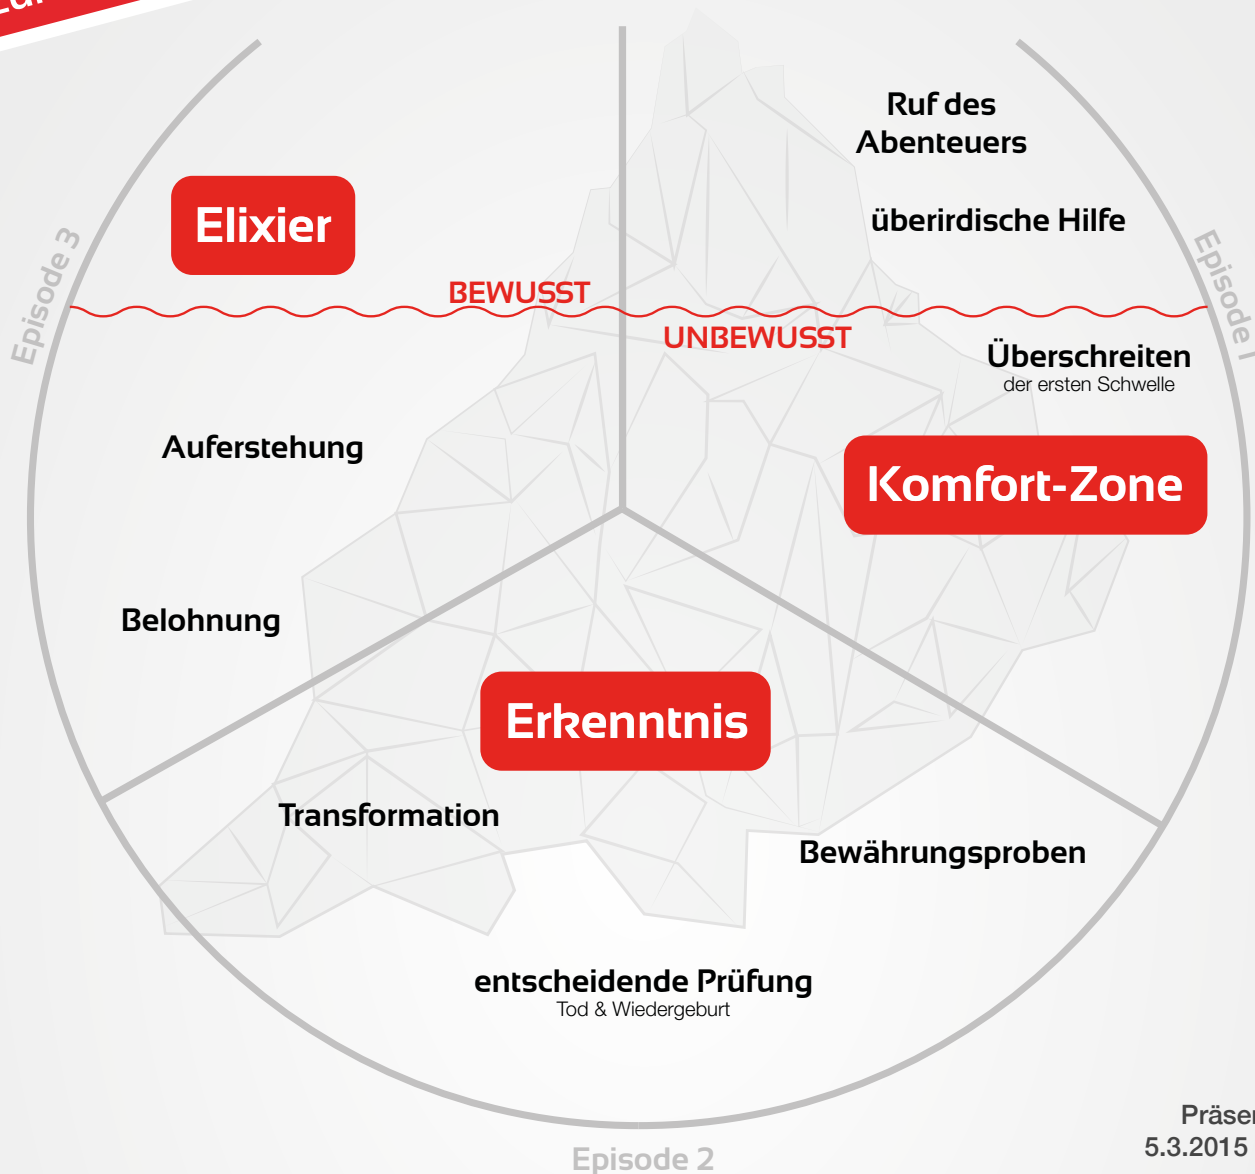 Ruf des
Abenteuers
überirdische Hilfe
Elixier
Episode 3
Episode 1
BEWUSST
UNBEWUSST
Überschreiten
der ersten Schwelle
Auferstehung
Komfort-Zone
Belohnung
Erkenntnis
Transformation
Bewährungsproben
entscheidende Prüfung
Tod & Wiedergeburt
5.3.2015
Episode 2